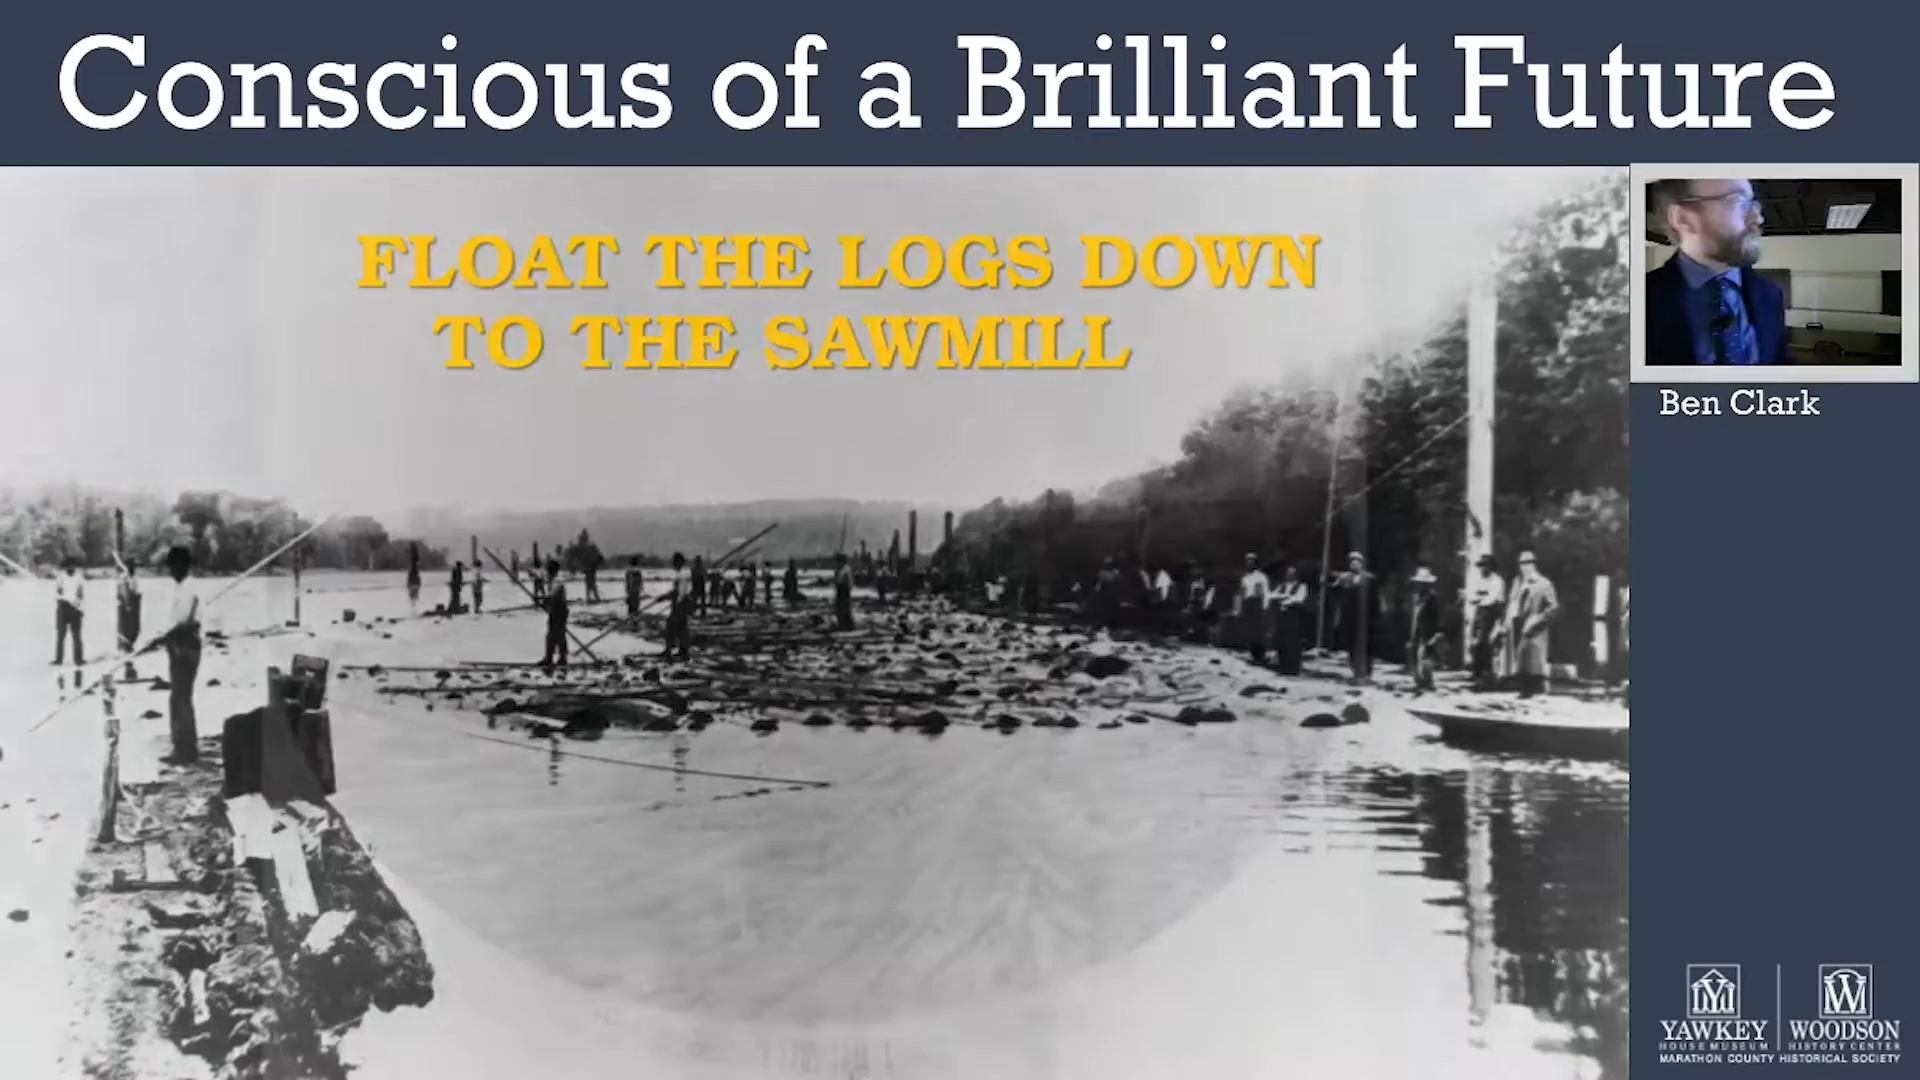 Conscious of a Brilliant Future
FLOAT THE LOGS DOWN
TO THE SAWMILL
Ben Clark
YAWKEY
HOUSE MUSEUM
WOODSON
HISTORY CENTER
MARATHON COUNTY HISTORICAL SOCIETY